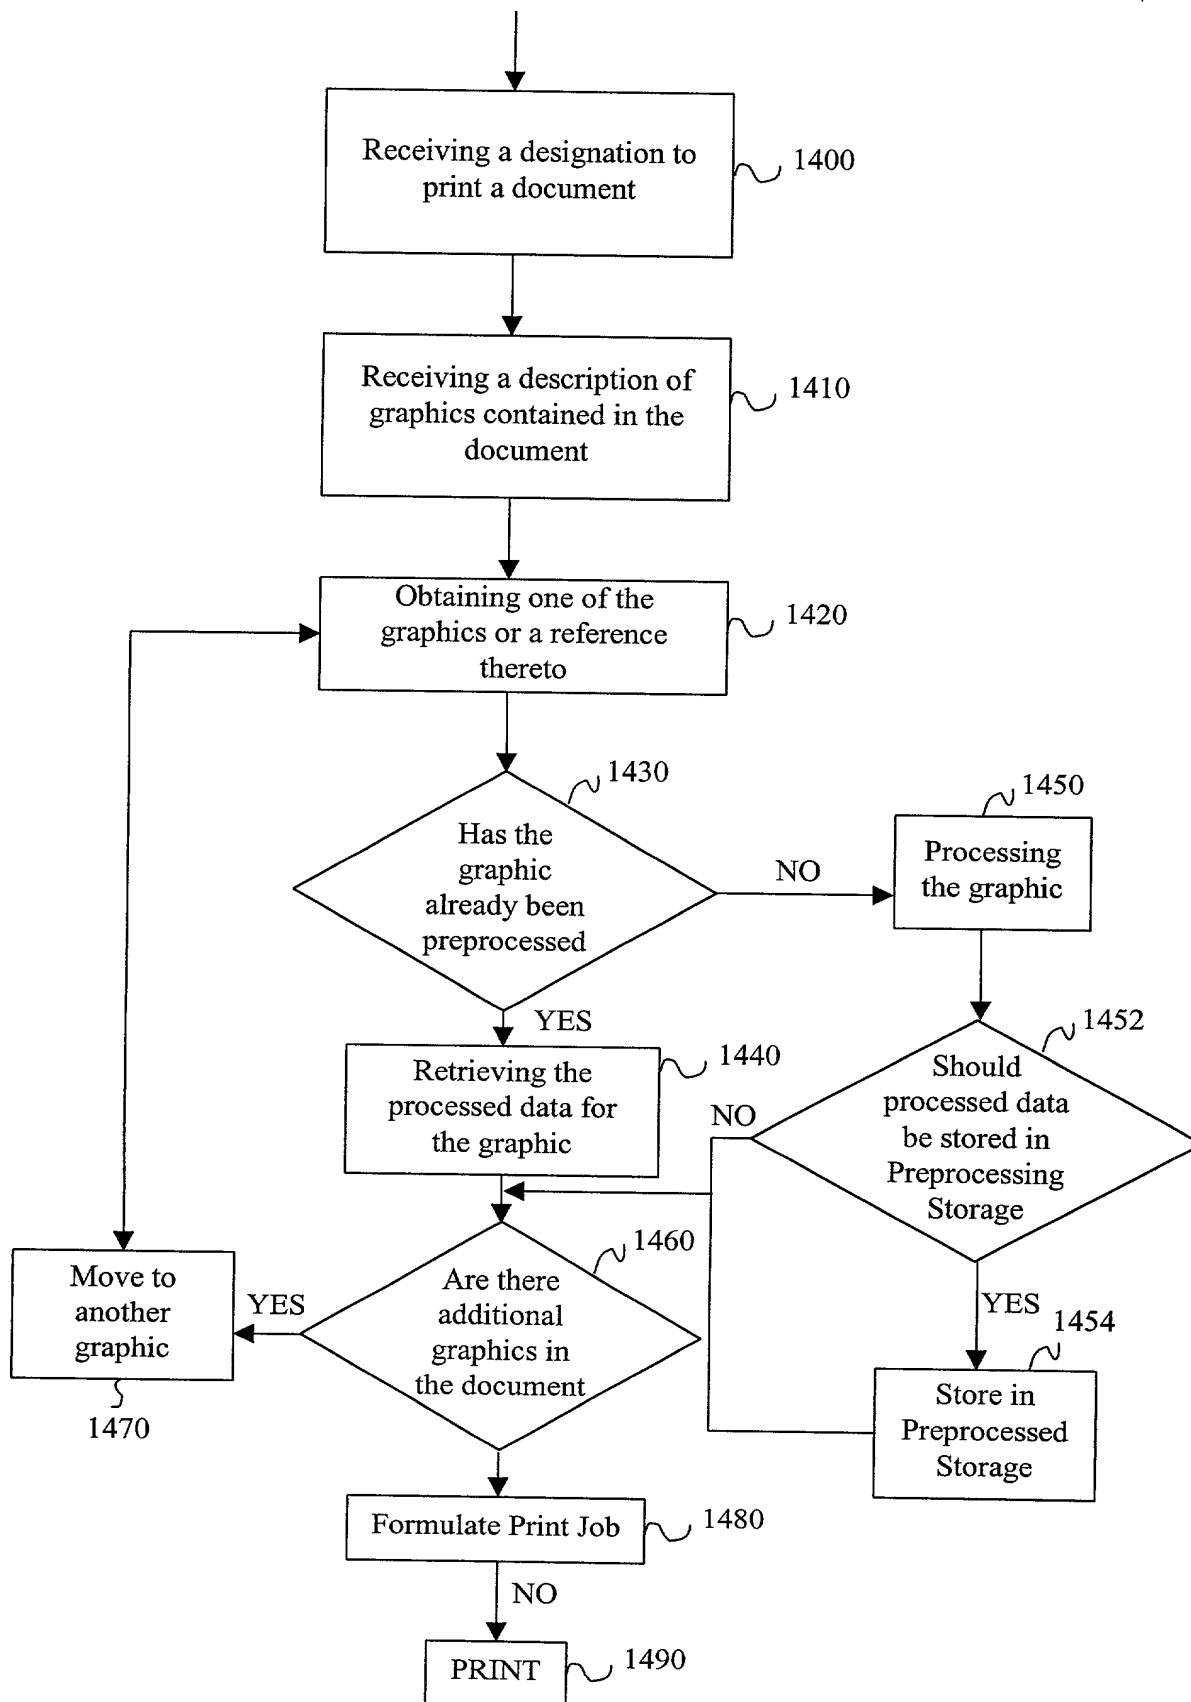 Receiving a designation to
print a document
1400
Receiving a description of
graphics contained in the
document
1410
Obtaining one of the
graphics or a reference
thereto
1420
Has the
graphic
already been
preprocessed
1430
NO
Processing
the graphic
1450
YES
Retrieving the
processed data for
the graphic
1440
Should
processed data
be stored in
Preprocessing
Storage
1452
NO
YES
Store in
Preprocessed
Storage
1454
Are there
additional
graphics in
the document
1460
YES
Move to
another
graphic
1470
Formulate Print Job
1480
NO
PRINT
1490